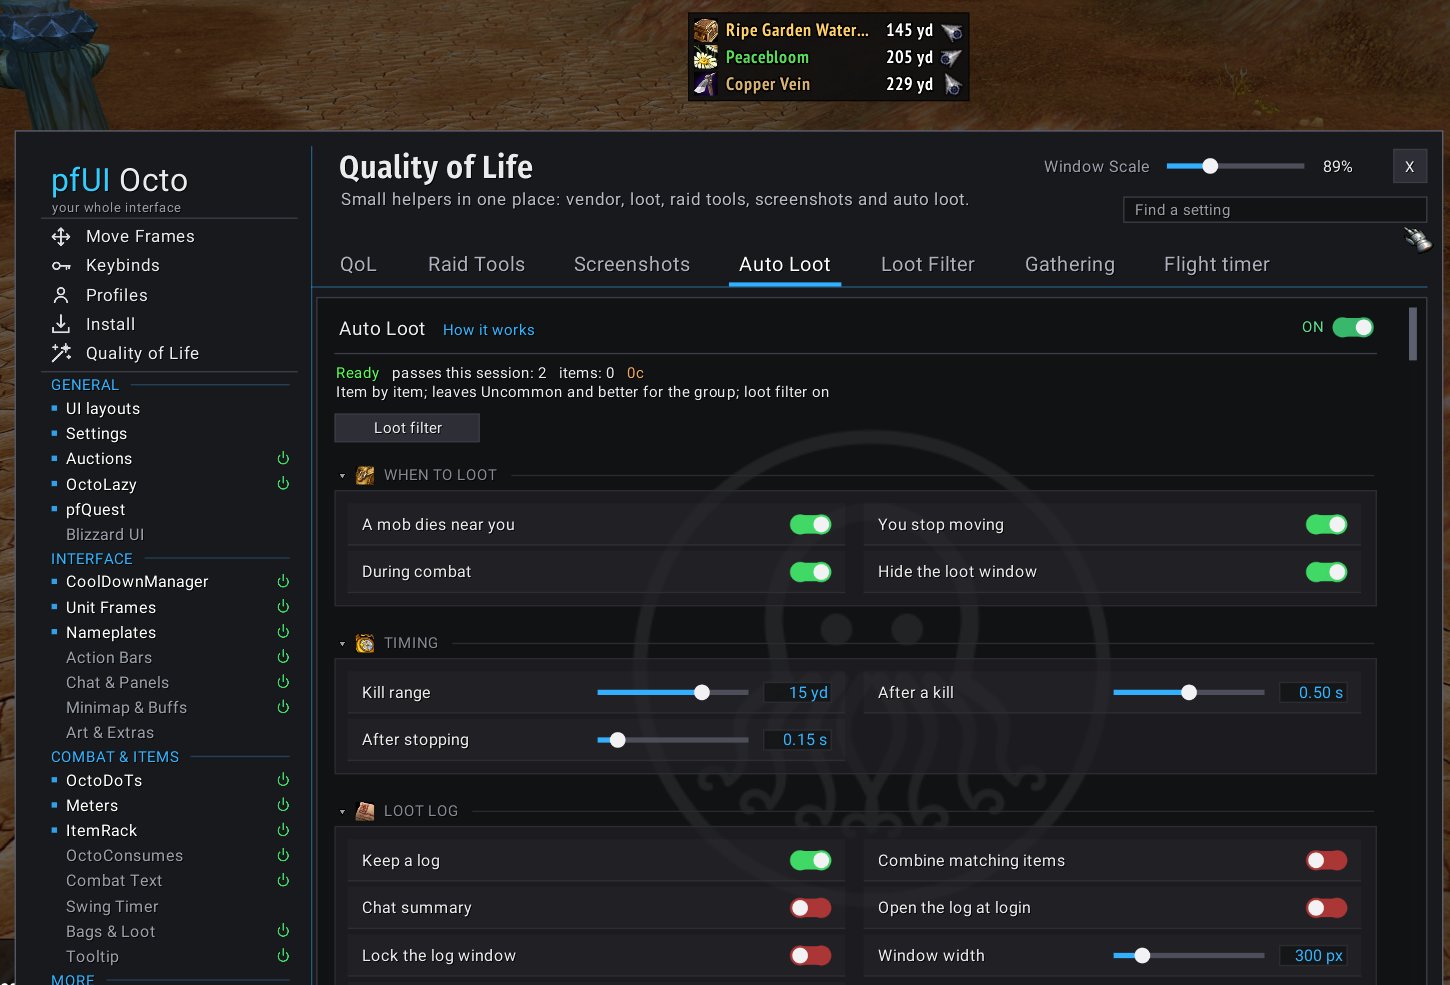 Ripe Garden Water... 145 yd
Peacebloom 205 yd
Copper Vein 229 yd
pfUI Octo
your whole interface
Move Frames
Keybinds
Profiles
Install
Quality of Life
GENERAL
UI layouts
Settings
Auctions
OctoLazy
pfQuest
Blizzard UI
INTERFACE
CoolDownManager
Unit Frames
Nameplates
Action Bars
Chat & Panels
Minimap & Buffs
Art & Extras
COMBAT & ITEMS
OctoDoTs
Meters
ItemRack
OctoConsumes
Combat Text
Swing Timer
Bags & Loot
Tooltip
MORE
Quality of Life
Window Scale 89% X
Small helpers in one place: vendor, loot, raid tools, screenshots and auto loot.
Find a setting
QoL Raid Tools Screenshots Auto Loot Loot Filter Gathering Flight timer
Auto Loot How it works ON
Ready passes this session: 2 items: 0 0c
Item by item; leaves Uncommon and better for the group; loot filter on
Loot filter
WHEN TO LOOT
A mob dies near you You stop moving
During combat Hide the loot window
TIMING
Kill range 15 yd After a kill 0.50 s
After stopping 0.15 s
LOOT LOG
Keep a log Combine matching items
Chat summary Open the log at login
Lock the log window Window width 300 px